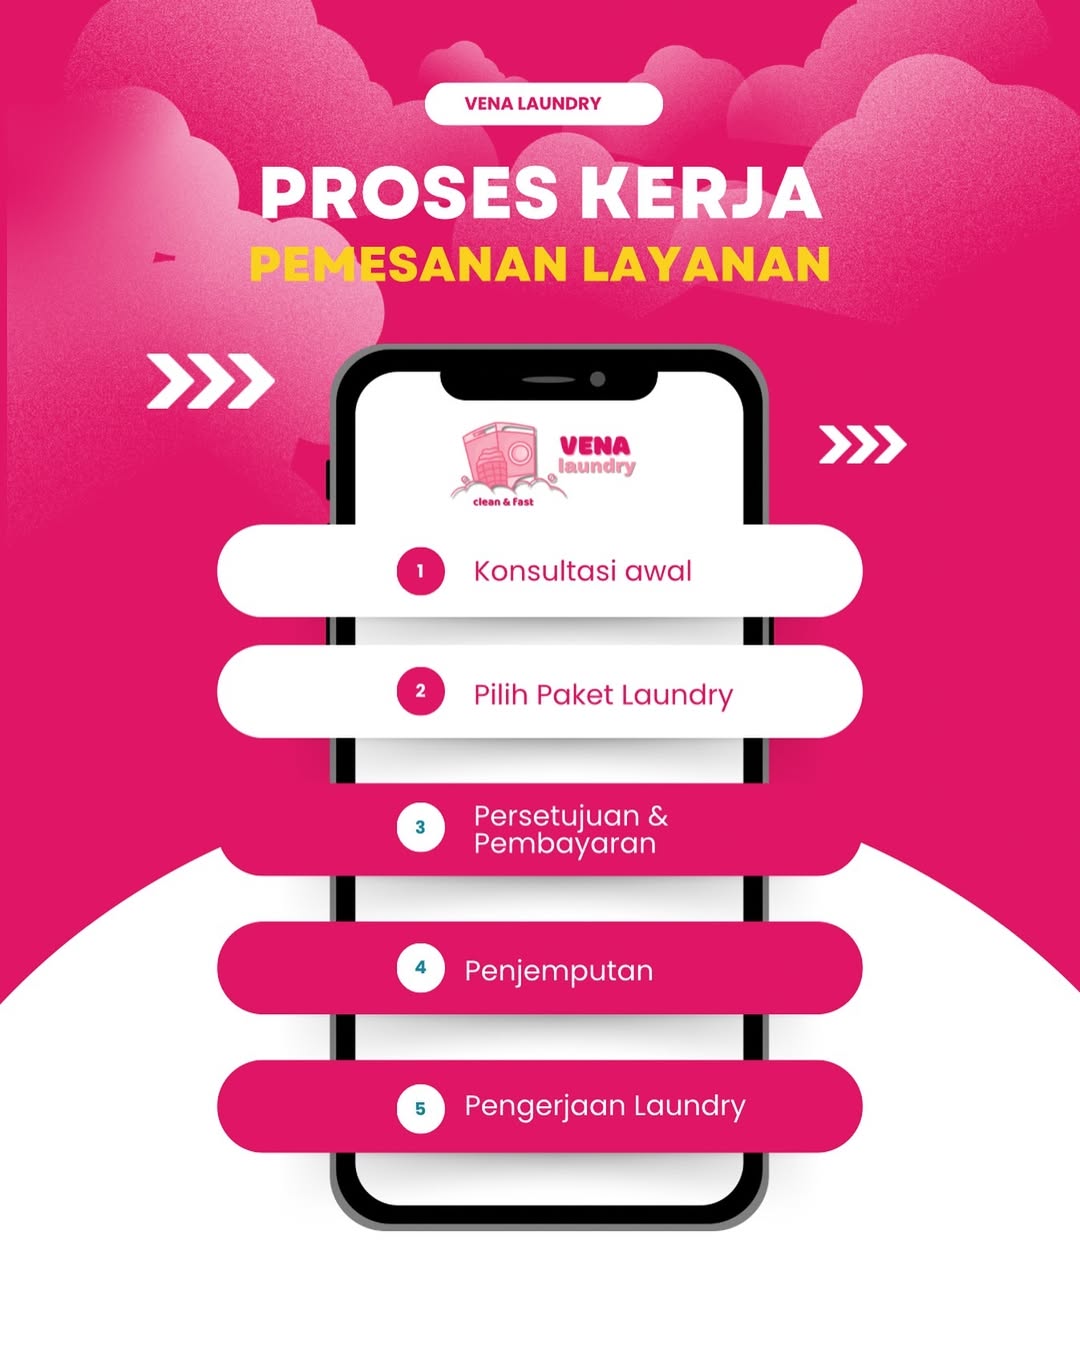 VENA LAUNDRY
PROSES KERJA
PEMESANAN LAYANAN
VENA
laundry
clean & fast
1 Konsultasi awal
2 Pilih Paket Laundry
3 Persetujuan &
Pembayaran
4 Penjemputan
5 Pengerjaan Laundry